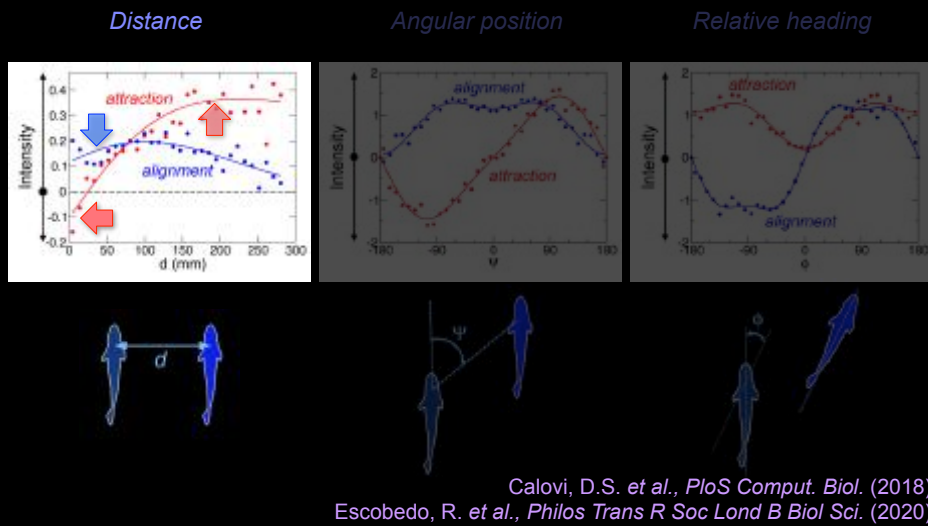 Distance
Angular position
Relative heading
Intensity
0.4
0.3
0.2
0.1
0
-0.1
-0.2
attraction
alignment
0 50 100 150 200 250 300
d (mm)
Intensity
2
1
0
-1
-2
alignment
attraction
-180 -90 0 90 180
ψ
Intensity
2
1
0
-1
-2
attraction
alignment
-180 -90 0 90 180
ϕ
d
ψ
ϕ
Calovi, D.S. et al., PloS Comput. Biol. (2018)
Escobedo, R. et al., Philos Trans R Soc Lond B Biol Sci. (2020)